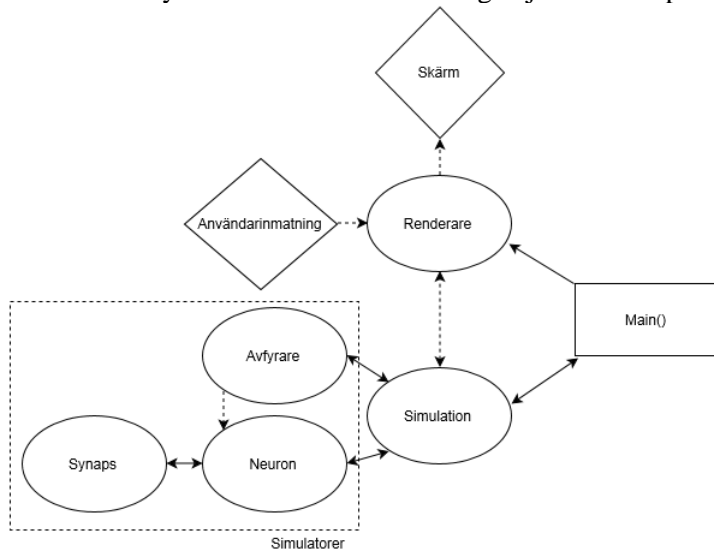 Skärm
Användarinmatning
Renderare
Main()
Avfyrare
Simulation
Synaps
Neuron
Simulatorer